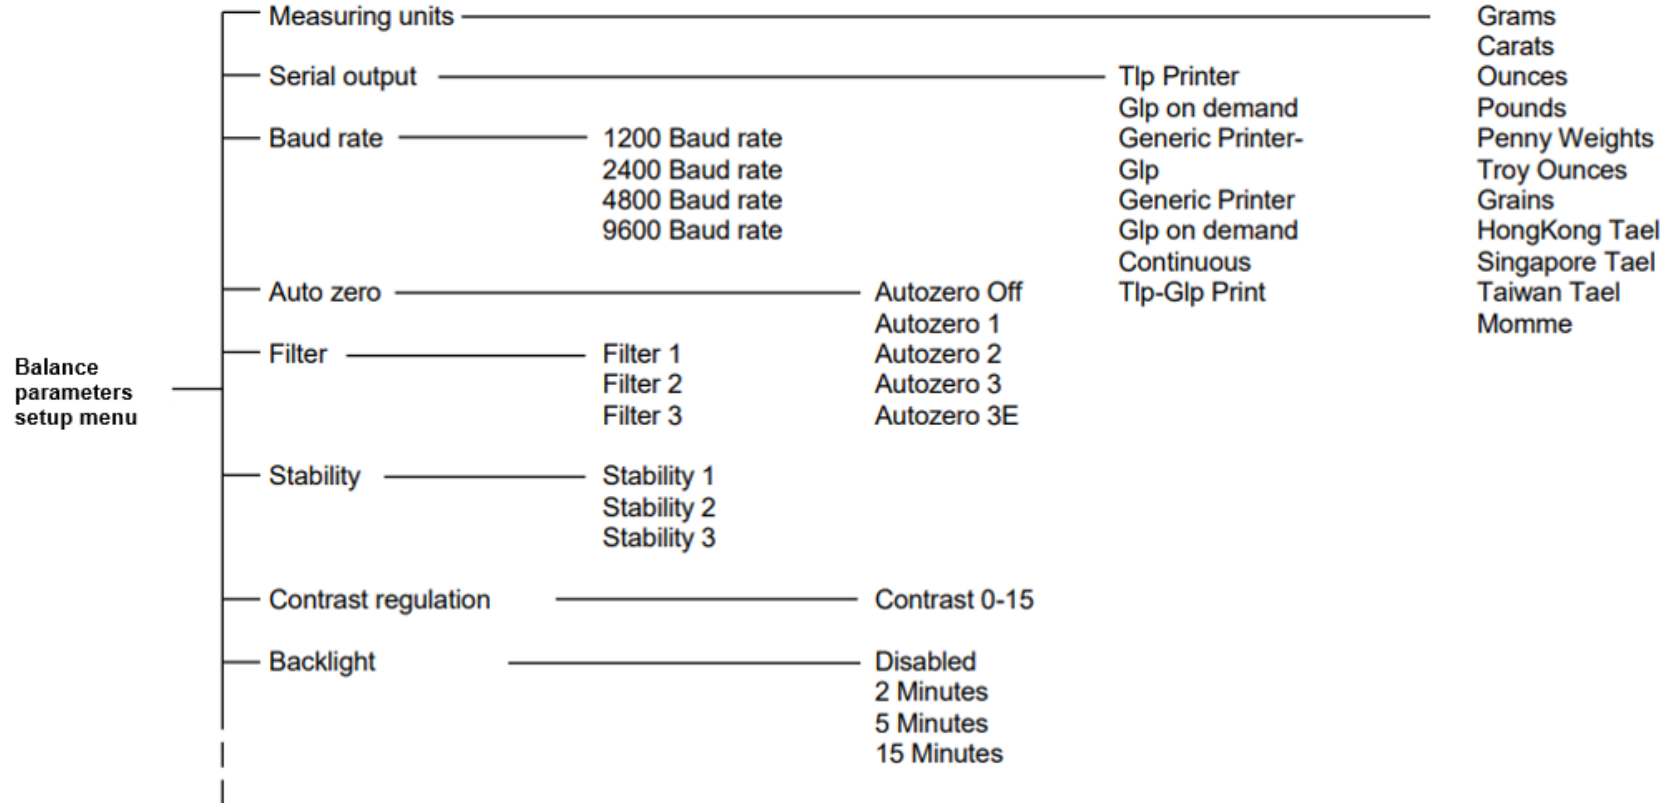 Measuring units
Grams
Carats
Serial output
Tlp Printer
Ounces
Glp on demand
Pounds
Baud rate
1200 Baud rate
Generic Printer-
Penny Weights
2400 Baud rate
Glp
Troy Ounces
4800 Baud rate
Generic Printer
Grains
9600 Baud rate
Glp on demand
HongKong Tael
Continuous
Singapore Tael
Auto zero
Autozero Off
Tlp-Glp Print
Taiwan Tael
Autozero 1
Momme
Filter
Filter 1
Autozero 2
Balance
parameters
setup menu
Filter 2
Autozero 3
Filter 3
Autozero 3E
Stability
Stability 1
Stability 2
Stability 3
Contrast regulation
Contrast 0-15
Backlight
Disabled
2 Minutes
5 Minutes
15 Minutes